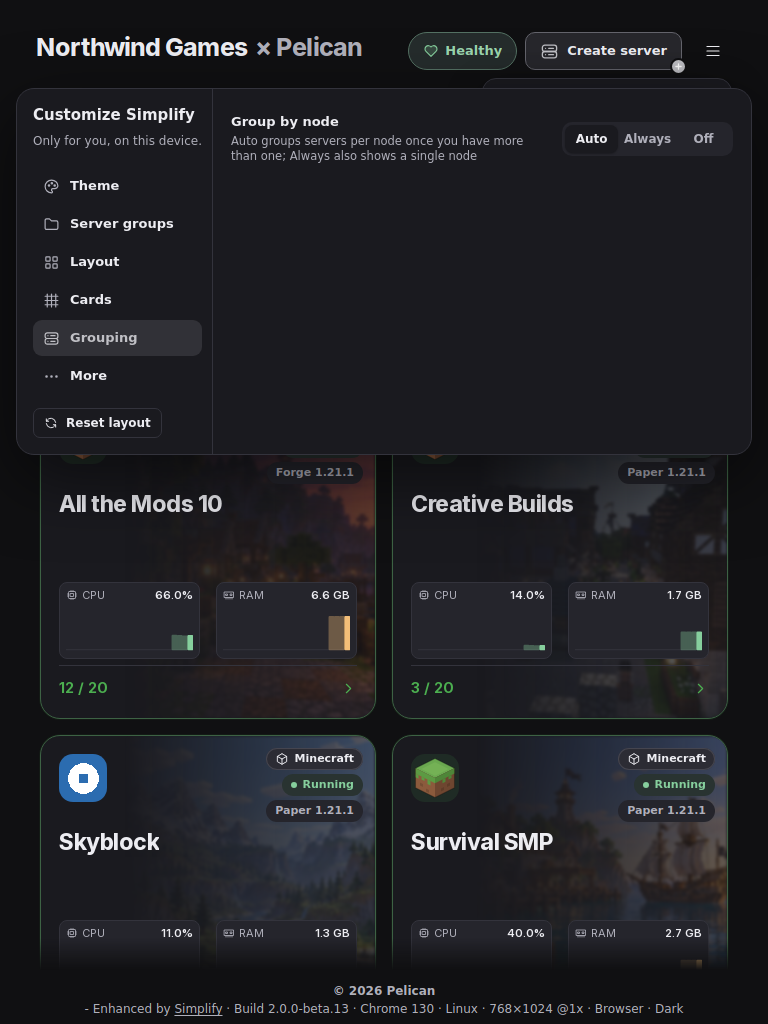 Northwind Games × Pelican
Healthy
Create server
Customize Simplify
Only for you, on this device.
Theme
Server groups
Layout
Cards
Grouping
More
Reset layout
Group by node
Auto groups servers per node once you have more
than one; Always also shows a single node
Auto
Always
Off
Forge 1.21.1
All the Mods 10
CPU 66.0%
RAM 6.6 GB
12 / 20
Paper 1.21.1
Creative Builds
CPU 14.0%
RAM 1.7 GB
3 / 20
Minecraft
Running
Paper 1.21.1
Skyblock
CPU 11.0%
RAM 1.3 GB
Minecraft
Running
Paper 1.21.1
Survival SMP
CPU 40.0%
RAM 2.7 GB
© 2026 Pelican
- Enhanced by Simplify · Build 2.0.0-beta.13 · Chrome 130 · Linux · 768×1024 @1x · Browser · Dark